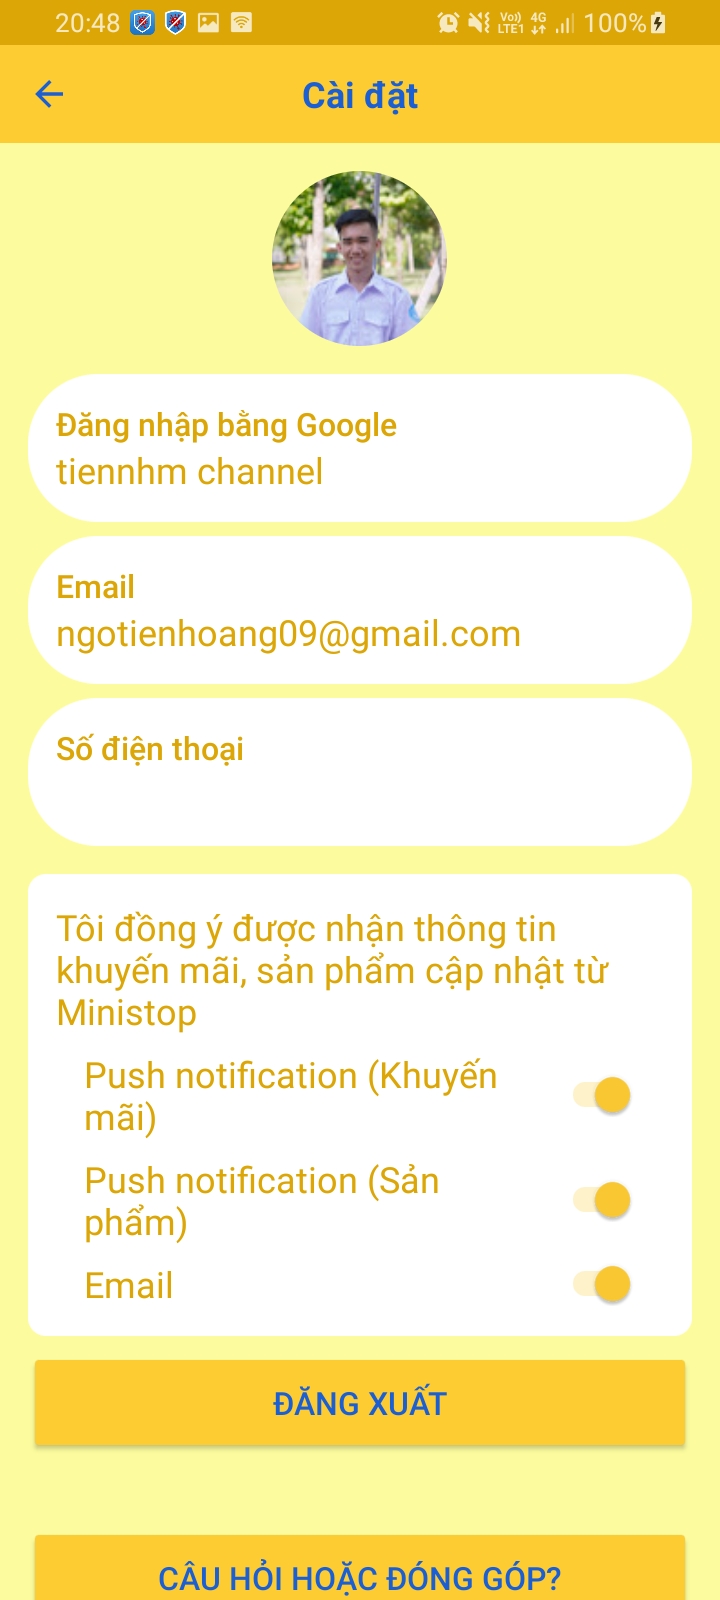 20:48 Vo)) LTE1 4G 100%
Cài đặt
Đăng nhập bằng Google
tiennhm channel
Email
ngotienhoang09@gmail.com
Số điện thoại
Tôi đồng ý được nhận thông tin
khuyến mãi, sản phẩm cập nhật từ
Ministop
Push notification (Khuyến
mãi)
Push notification (Sản
phẩm)
Email
ĐĂNG XUẤT
CÂU HỎI HOẶC ĐÓNG GÓP?